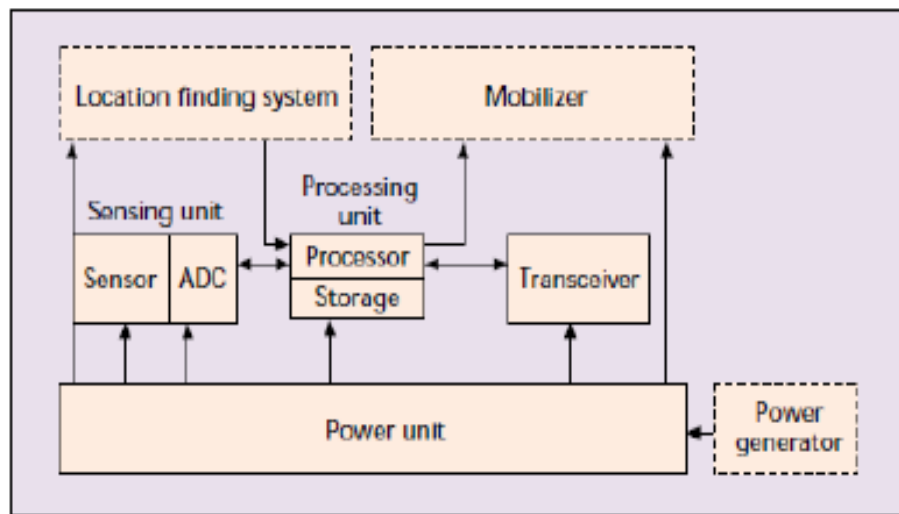 Location finding system
Mobilizer
Sensing unit
Processing
unit
Sensor
ADC
Processor
Storage
Transceiver
Power unit
Power
generator